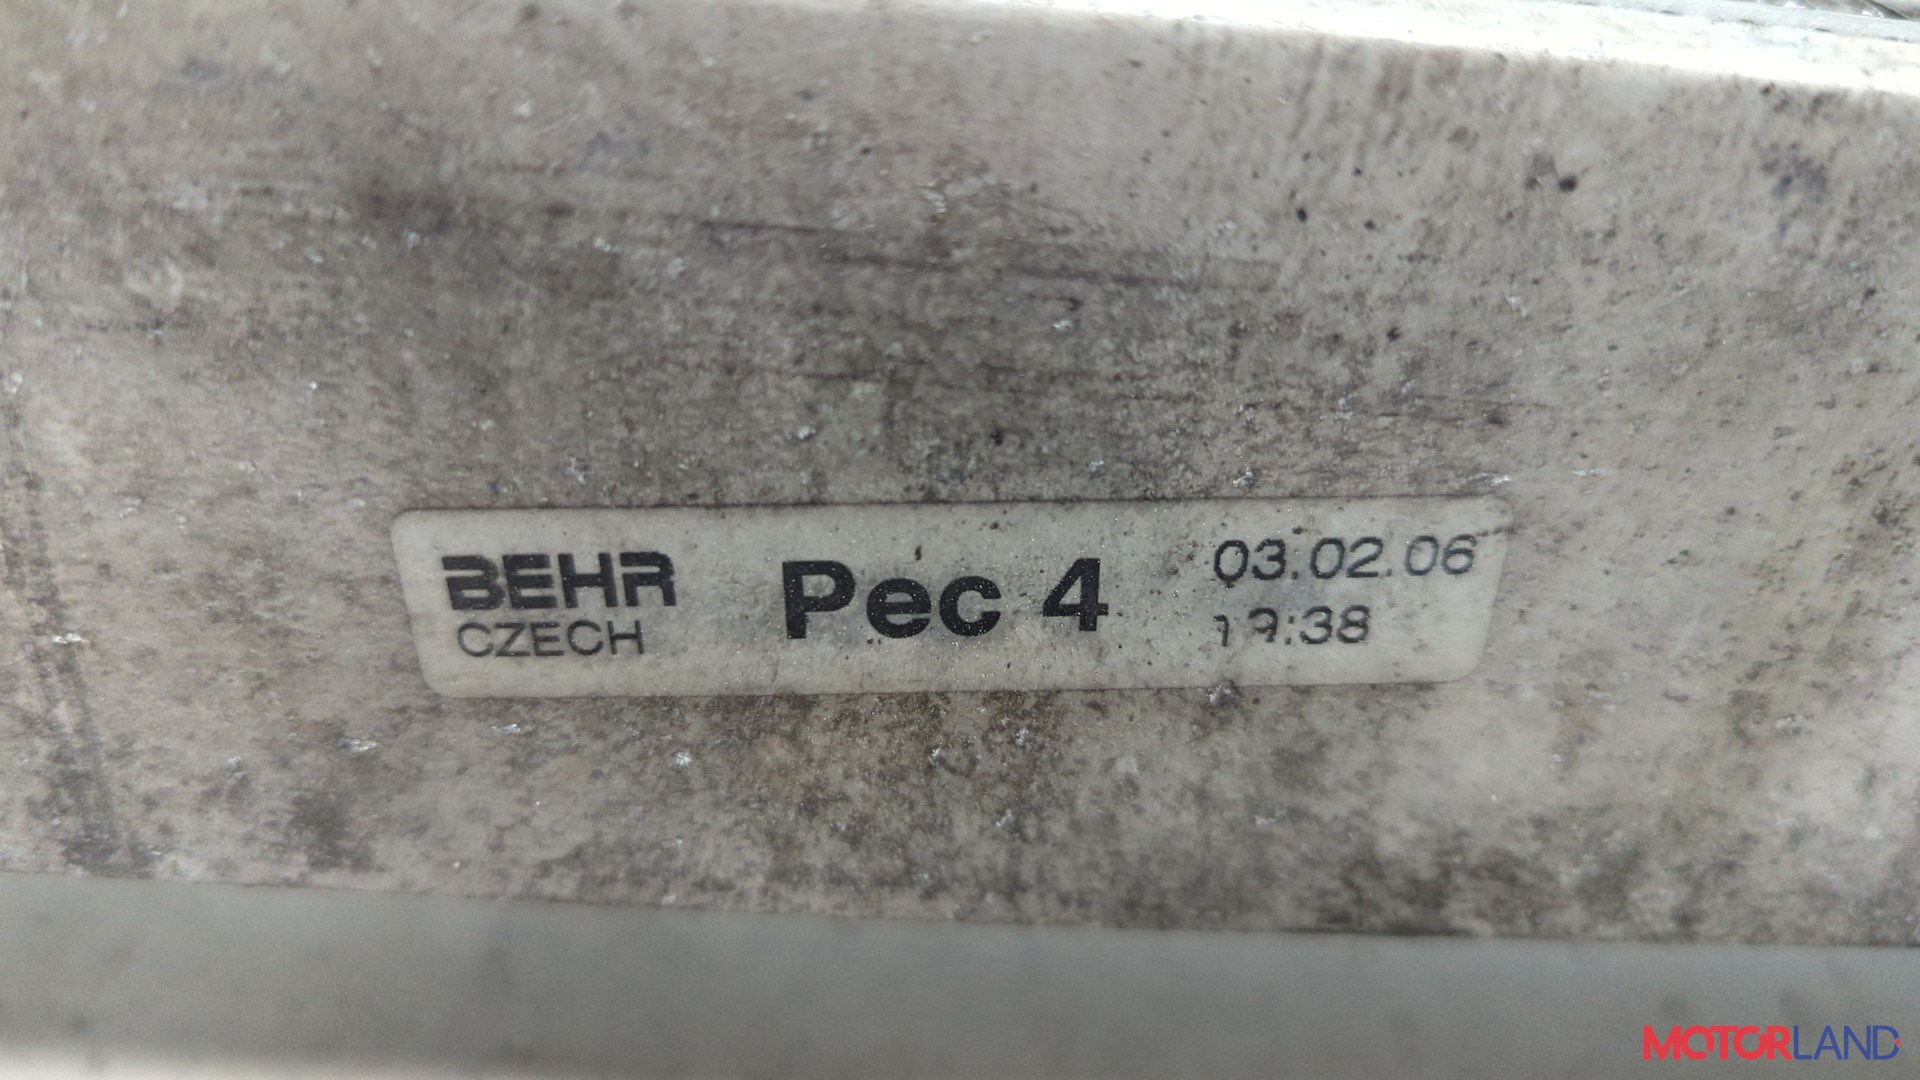 BEHR
CZECH
Pec 4
03.02.06
MOTORLAND